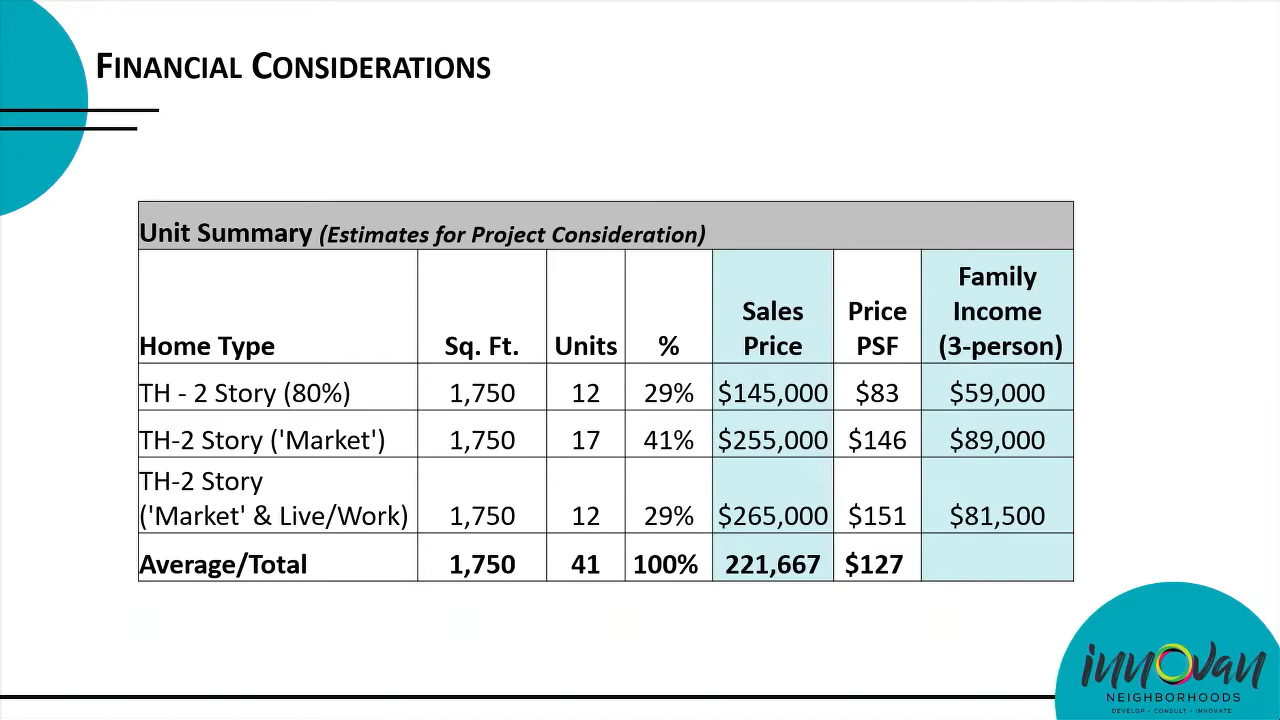 FINANCIAL CONSIDERATIONS
Unit Summary (Estimates for Project Consideration)
Home Type Sq. Ft. Units % Sales Price Price PSF Family Income (3-person)
TH - 2 Story (80%) 1,750 12 29% $145,000 $83 $59,000
TH-2 Story ('Market') 1,750 17 41% $255,000 $146 $89,000
TH-2 Story
('Market' & Live/Work) 1,750 12 29% $265,000 $151 $81,500
Average/Total 1,750 41 100% 221,667 $127
innovan
NEIGHBORHOODS
DEVELOP • CONSULT • INNOVATE